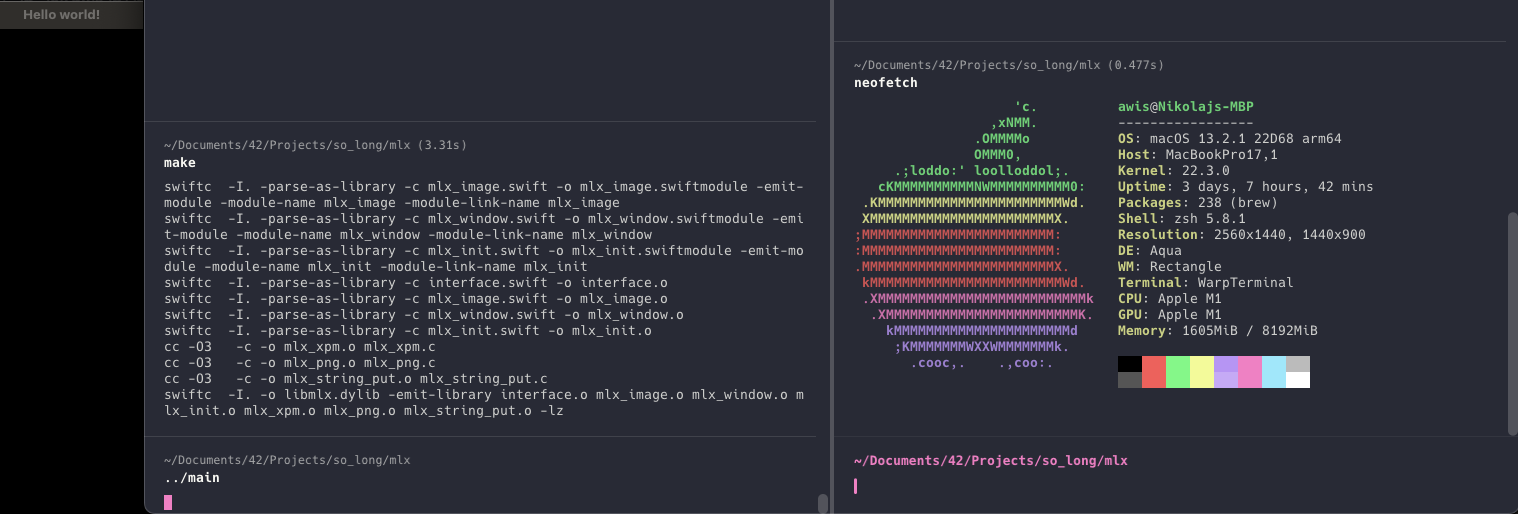 Hello world!
~/Documents/42/Projects/so_long/mlx (3.31s)
make
swiftc  -I. -parse-as-library -c mlx_image.swift -o mlx_image.swiftmodule -emit-
module -module-name mlx_image -module-link-name mlx_image
swiftc  -I. -parse-as-library -c mlx_window.swift -o mlx_window.swiftmodule -emi
t-module -module-name mlx_window -module-link-name mlx_window
swiftc  -I. -parse-as-library -c mlx_init.swift -o mlx_init.swiftmodule -emit-mo
dule -module-name mlx_init -module-link-name mlx_init
swiftc  -I. -parse-as-library -c interface.swift -o interface.o
swiftc  -I. -parse-as-library -c mlx_image.swift -o mlx_image.o
swiftc  -I. -parse-as-library -c mlx_window.swift -o mlx_window.o
swiftc  -I. -parse-as-library -c mlx_init.swift -o mlx_init.o
cc -O3   -c -o mlx_xpm.o mlx_xpm.c
cc -O3   -c -o mlx_png.o mlx_png.c
cc -O3   -c -o mlx_string_put.o mlx_string_put.c
swiftc  -I. -o libmlx.dylib -emit-library interface.o mlx_image.o mlx_window.o m
lx_init.o mlx_xpm.o mlx_png.o mlx_string_put.o -lz
~/Documents/42/Projects/so_long/mlx
../main
~/Documents/42/Projects/so_long/mlx (0.477s)
neofetch
                    'c.
                 ,xNMM.
               .OMMMMo
               OMMM0,
     .;loddo:' loolloddol;.
   cKMMMMMMMMMMNWMMMMMMMMMM0:
 .KMMMMMMMMMMMMMMMMMMMMMMMWd.
 XMMMMMMMMMMMMMMMMMMMMMMMX.
;MMMMMMMMMMMMMMMMMMMMMMMM:
:MMMMMMMMMMMMMMMMMMMMMMMM:
.MMMMMMMMMMMMMMMMMMMMMMMMX.
 kMMMMMMMMMMMMMMMMMMMMMMMMWd.
 .XMMMMMMMMMMMMMMMMMMMMMMMMMMk
  .XMMMMMMMMMMMMMMMMMMMMMMMMK.
    kMMMMMMMMMMMMMMMMMMMMMMd
     ;KMMMMMMMWXXWMMMMMMMk.
       .cooc,.    .,coo:.
awis@Nikolajs-MBP
-----------------
OS: macOS 13.2.1 22D68 arm64
Host: MacBookPro17,1
Kernel: 22.3.0
Uptime: 3 days, 7 hours, 42 mins
Packages: 238 (brew)
Shell: zsh 5.8.1
Resolution: 2560x1440, 1440x900
DE: Aqua
WM: Rectangle
Terminal: WarpTerminal
CPU: Apple M1
GPU: Apple M1
Memory: 1605MiB / 8192MiB
~/Documents/42/Projects/so_long/mlx